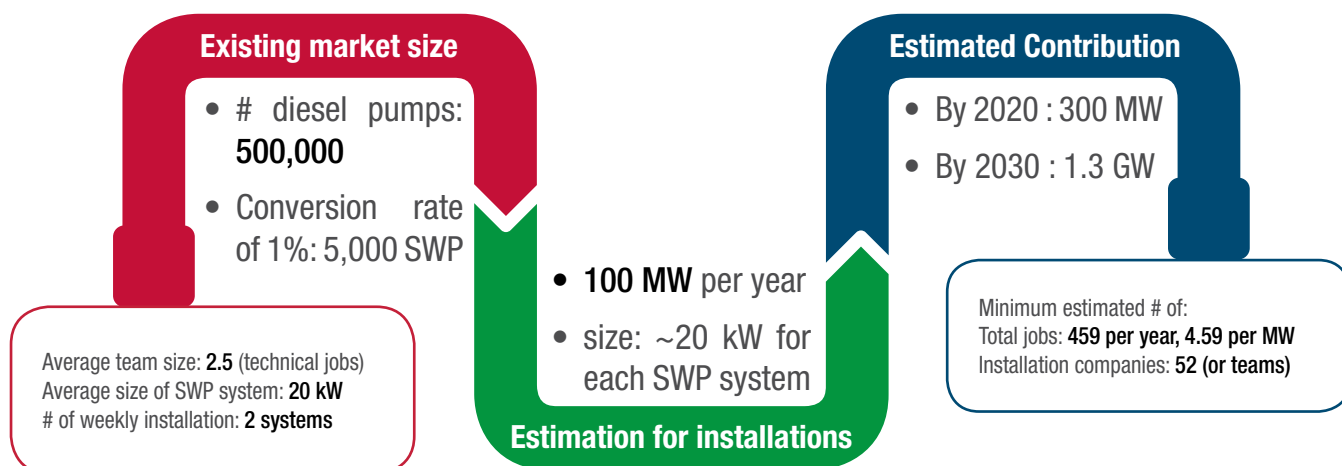 Existing market size
• # diesel pumps:
500,000
• Conversion rate
of 1%: 5,000 SWP
Average team size: 2.5 (technical jobs)
Average size of SWP system: 20 kW
# of weekly installation: 2 systems
• 100 MW per year
• size: ~20 kW for
each SWP system
Estimation for installations
Estimated Contribution
• By 2020 : 300 MW
• By 2030 : 1.3 GW
Minimum estimated # of:
Total jobs: 459 per year, 4.59 per MW
Installation companies: 52 (or teams)